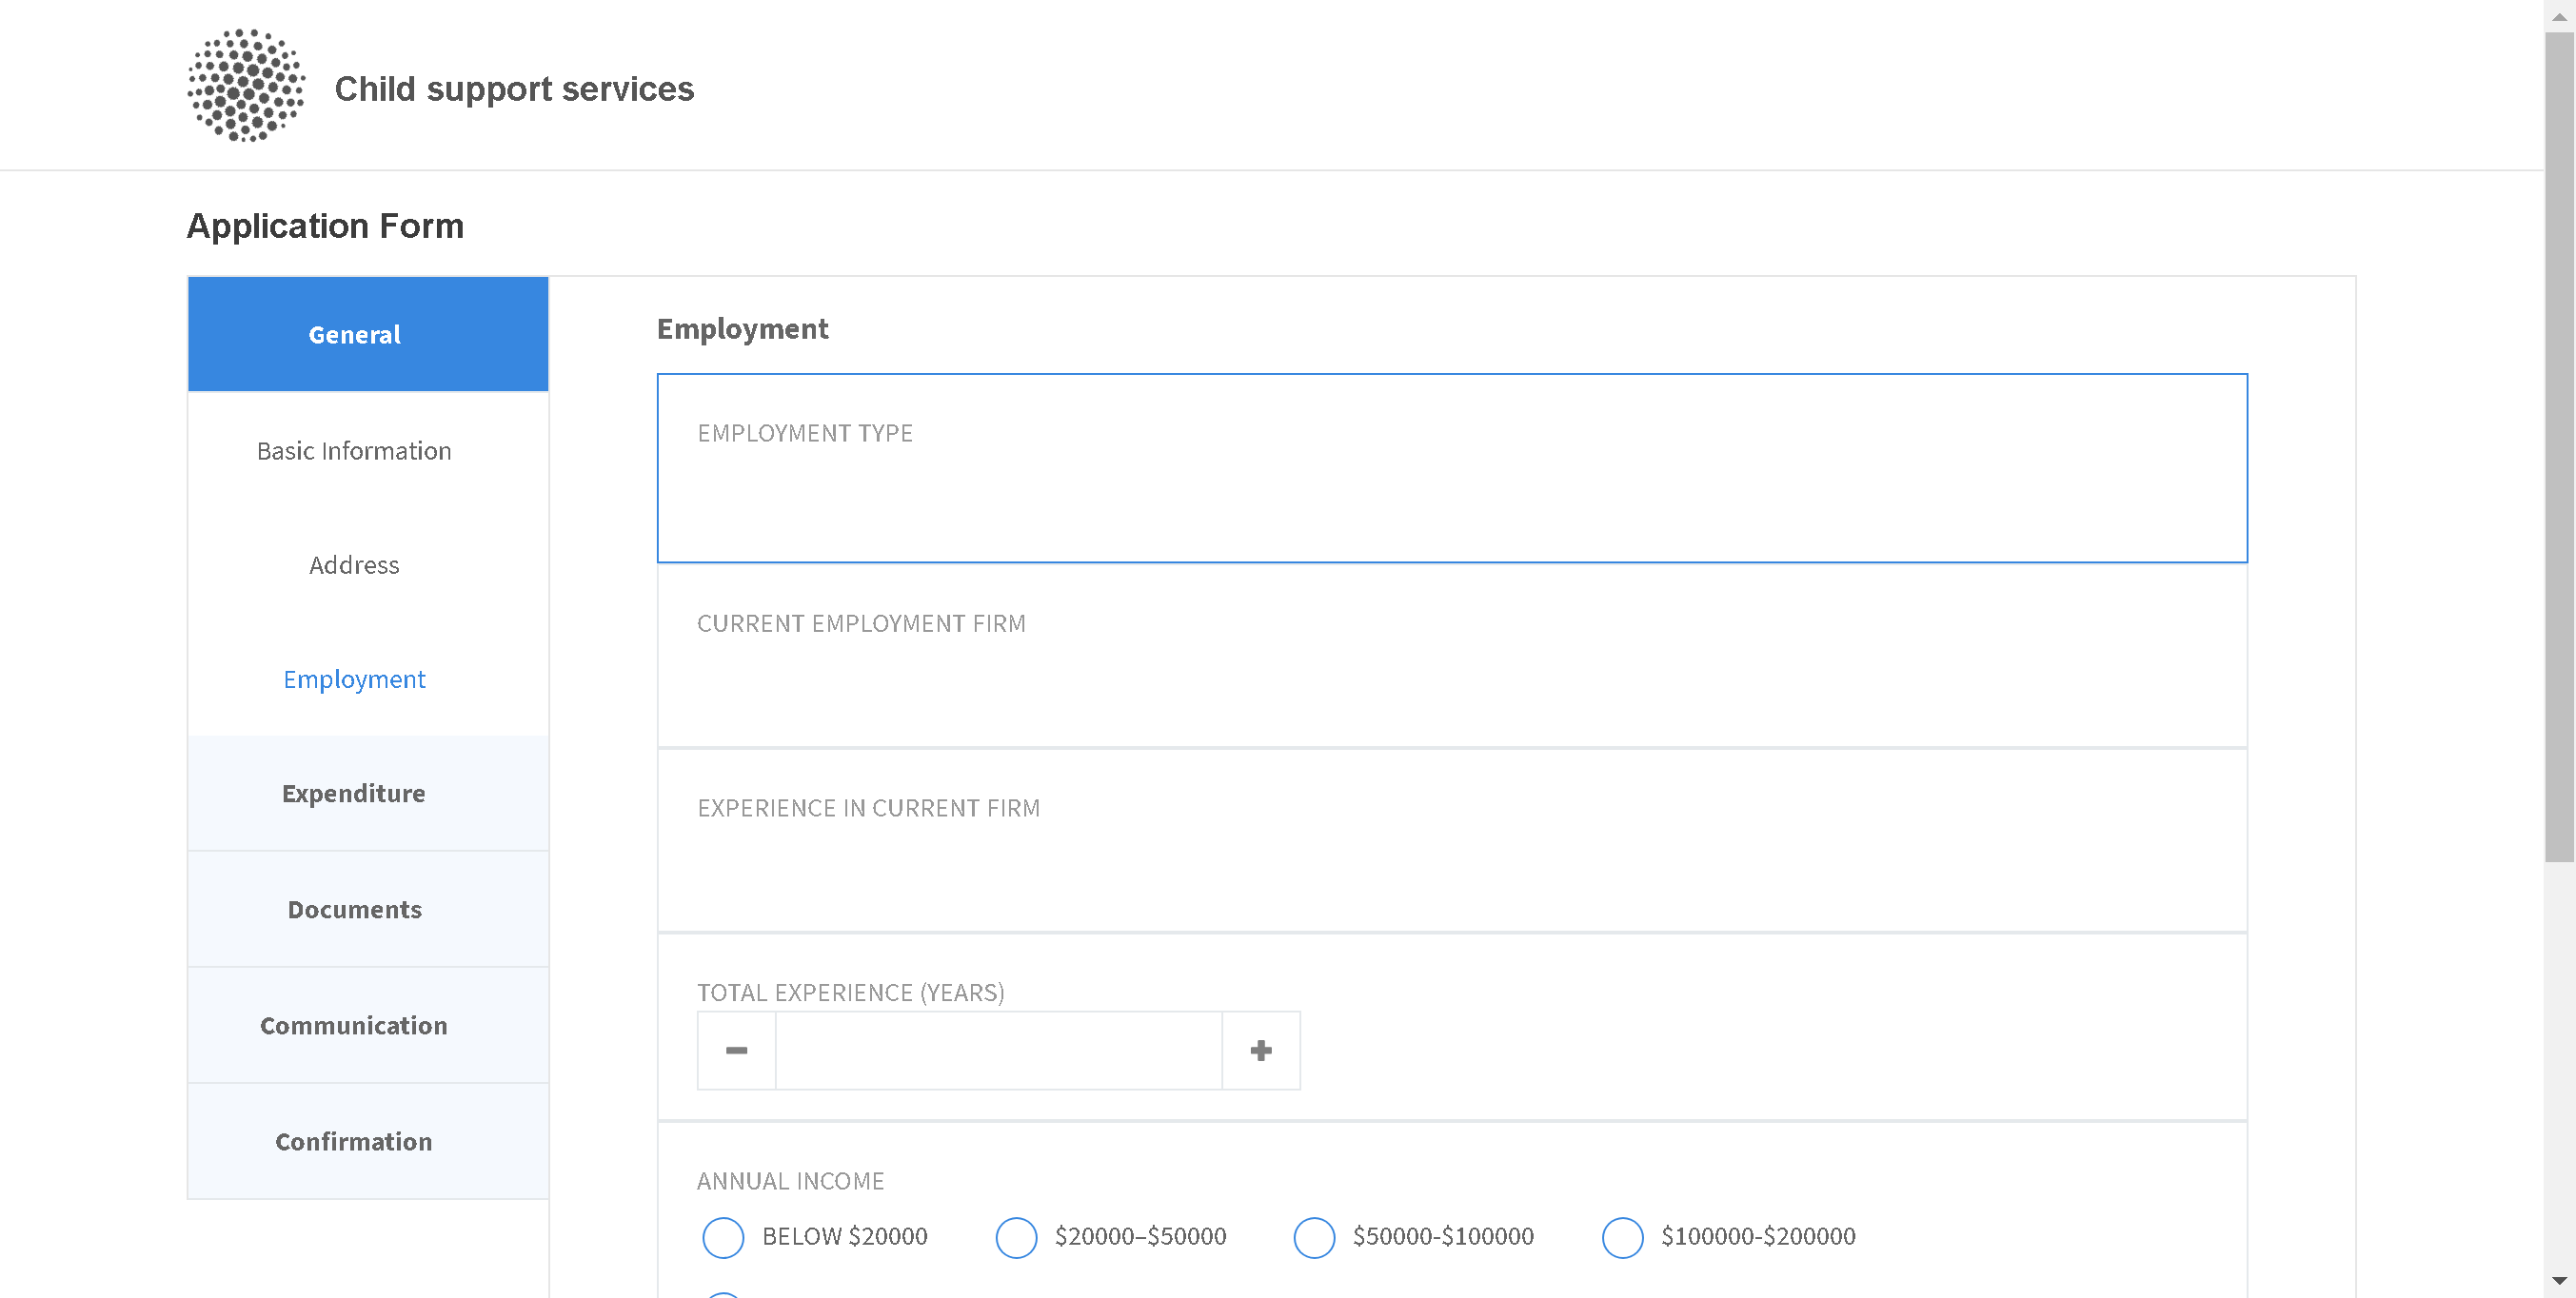 Child support services
Application Form
General
Basic Information
Address
Employment
Expenditure
Documents
Communication
Confirmation
Employment
EMPLOYMENT TYPE
CURRENT EMPLOYMENT FIRM
EXPERIENCE IN CURRENT FIRM
TOTAL EXPERIENCE (YEARS)
ANNUAL INCOME
BELOW $20000 $20000–$50000 $50000-$100000 $100000-$200000